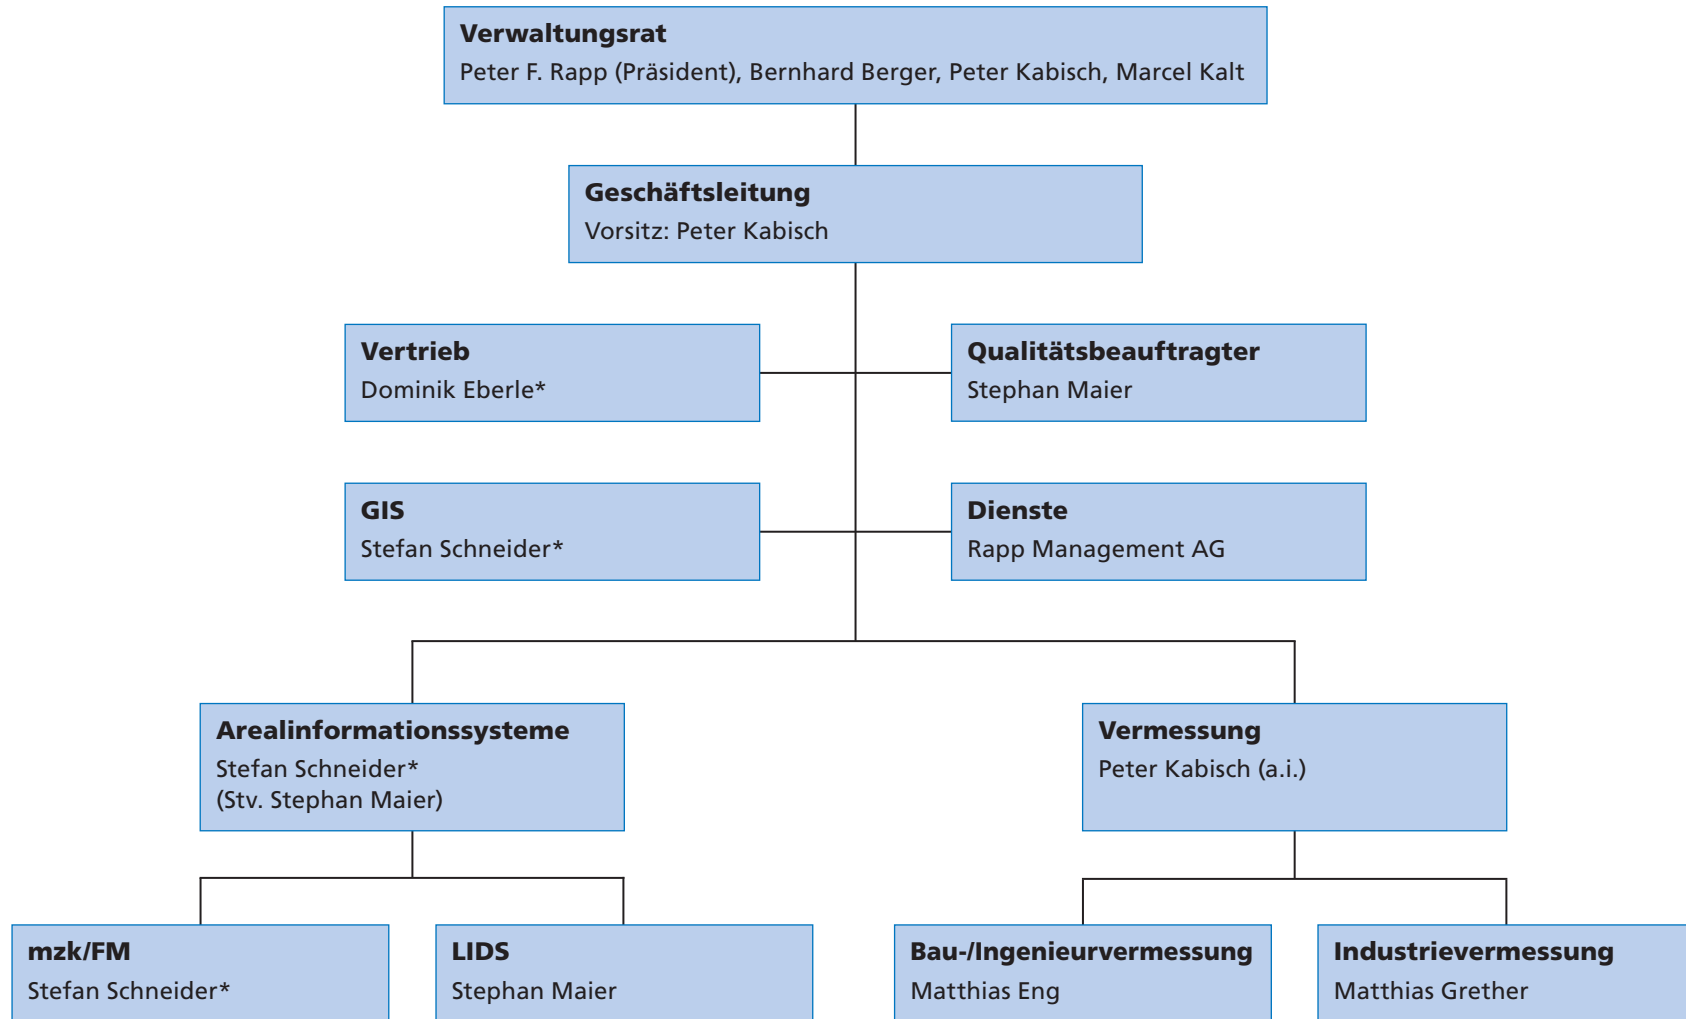 Verwaltungsrat
Peter F. Rapp (Präsident), Bernhard Berger, Peter Kabisch, Marcel Kalt
Geschäftsleitung
Vorsitz: Peter Kabisch
Vertrieb
Dominik Eberle*
Qualitätsbeauftragter
Stephan Maier
GIS
Stefan Schneider*
Dienste
Rapp Management AG
Arealinformationssysteme
Stefan Schneider*
(Stv. Stephan Maier)
Vermessung
Peter Kabisch (a.i.)
mzk/FM
Stefan Schneider*
LIDS
Stephan Maier
Bau-/Ingenieurvermessung
Matthias Eng
Industrievermessung
Matthias Grether